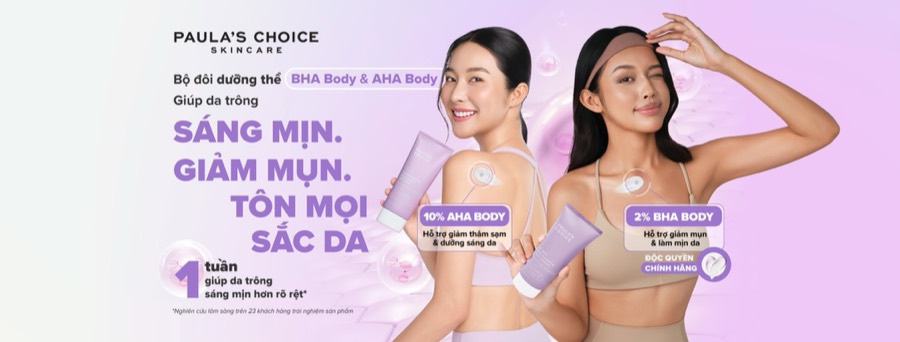 PAULA'S CHOICE
SKINCARE
Bộ đôi dưỡng thể BHA Body & AHA Body
Giúp da trông
SÁNG MỊN.
GIẢM MỤN.
TÔN MỌI
SẮC DA
1 tuần
giúp da trông
sáng mịn hơn rõ rệt*
*Nghiên cứu lâm sàng trên 23 khách hàng trải nghiệm sản phẩm
10% AHA BODY
Hỗ trợ giảm thâm sạm
& dưỡng sáng da
2% BHA BODY
Hỗ trợ giảm mụn
& làm mịn da
ĐỘC QUYỀN
CHÍNH HÃNG